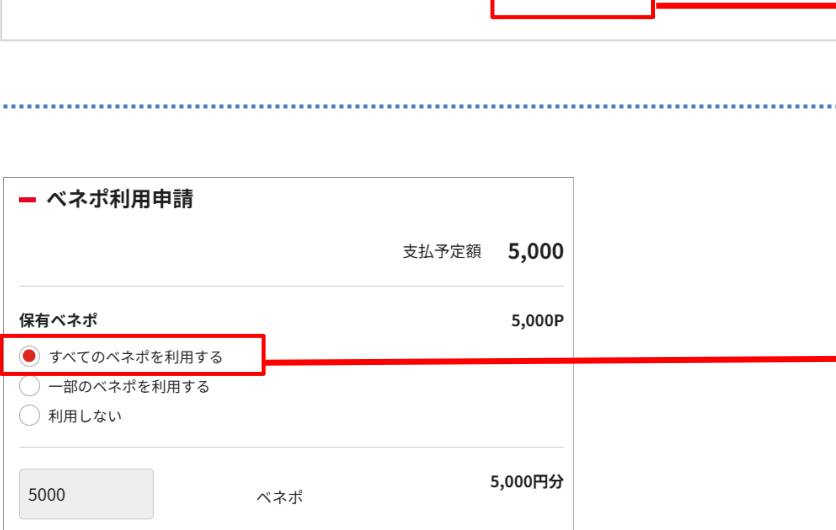 ベネポ利用申請
支払予定額 5,000
保有ベネポ 5,000P
すべてのベネポを利用する
一部のベネポを利用する
利用しない
5,000円分
5000 ベネポ